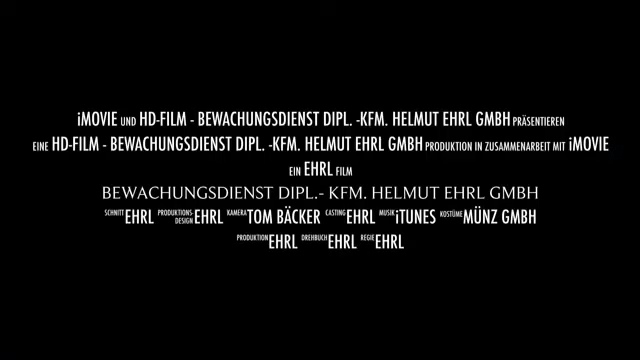 iMOVIE UND HD-FILM - BEWACHUNGSDIENST DIPL. -KFM. HELMUT EHRL GMBH PRÄSENTIEREN
EINE HD-FILM - BEWACHUNGSDIENST DIPL. -KFM. HELMUT EHRL GMBH PRODUKTION IN ZUSAMMENARBEIT MIT iMOVIE
EIN EHRL FILM
BEWACHUNGSDIENST DIPL.- KFM. HELMUT EHRL GMBH
SCHNITT EHRL PRODUKTIONS-DESIGN EHRL KAMERA TOM BÄCKER CASTING EHRL MUSIK iTUNES KOSTÜME MÜNZ GMBH
PRODUKTION EHRL DREHBUCH EHRL REGIE EHRL